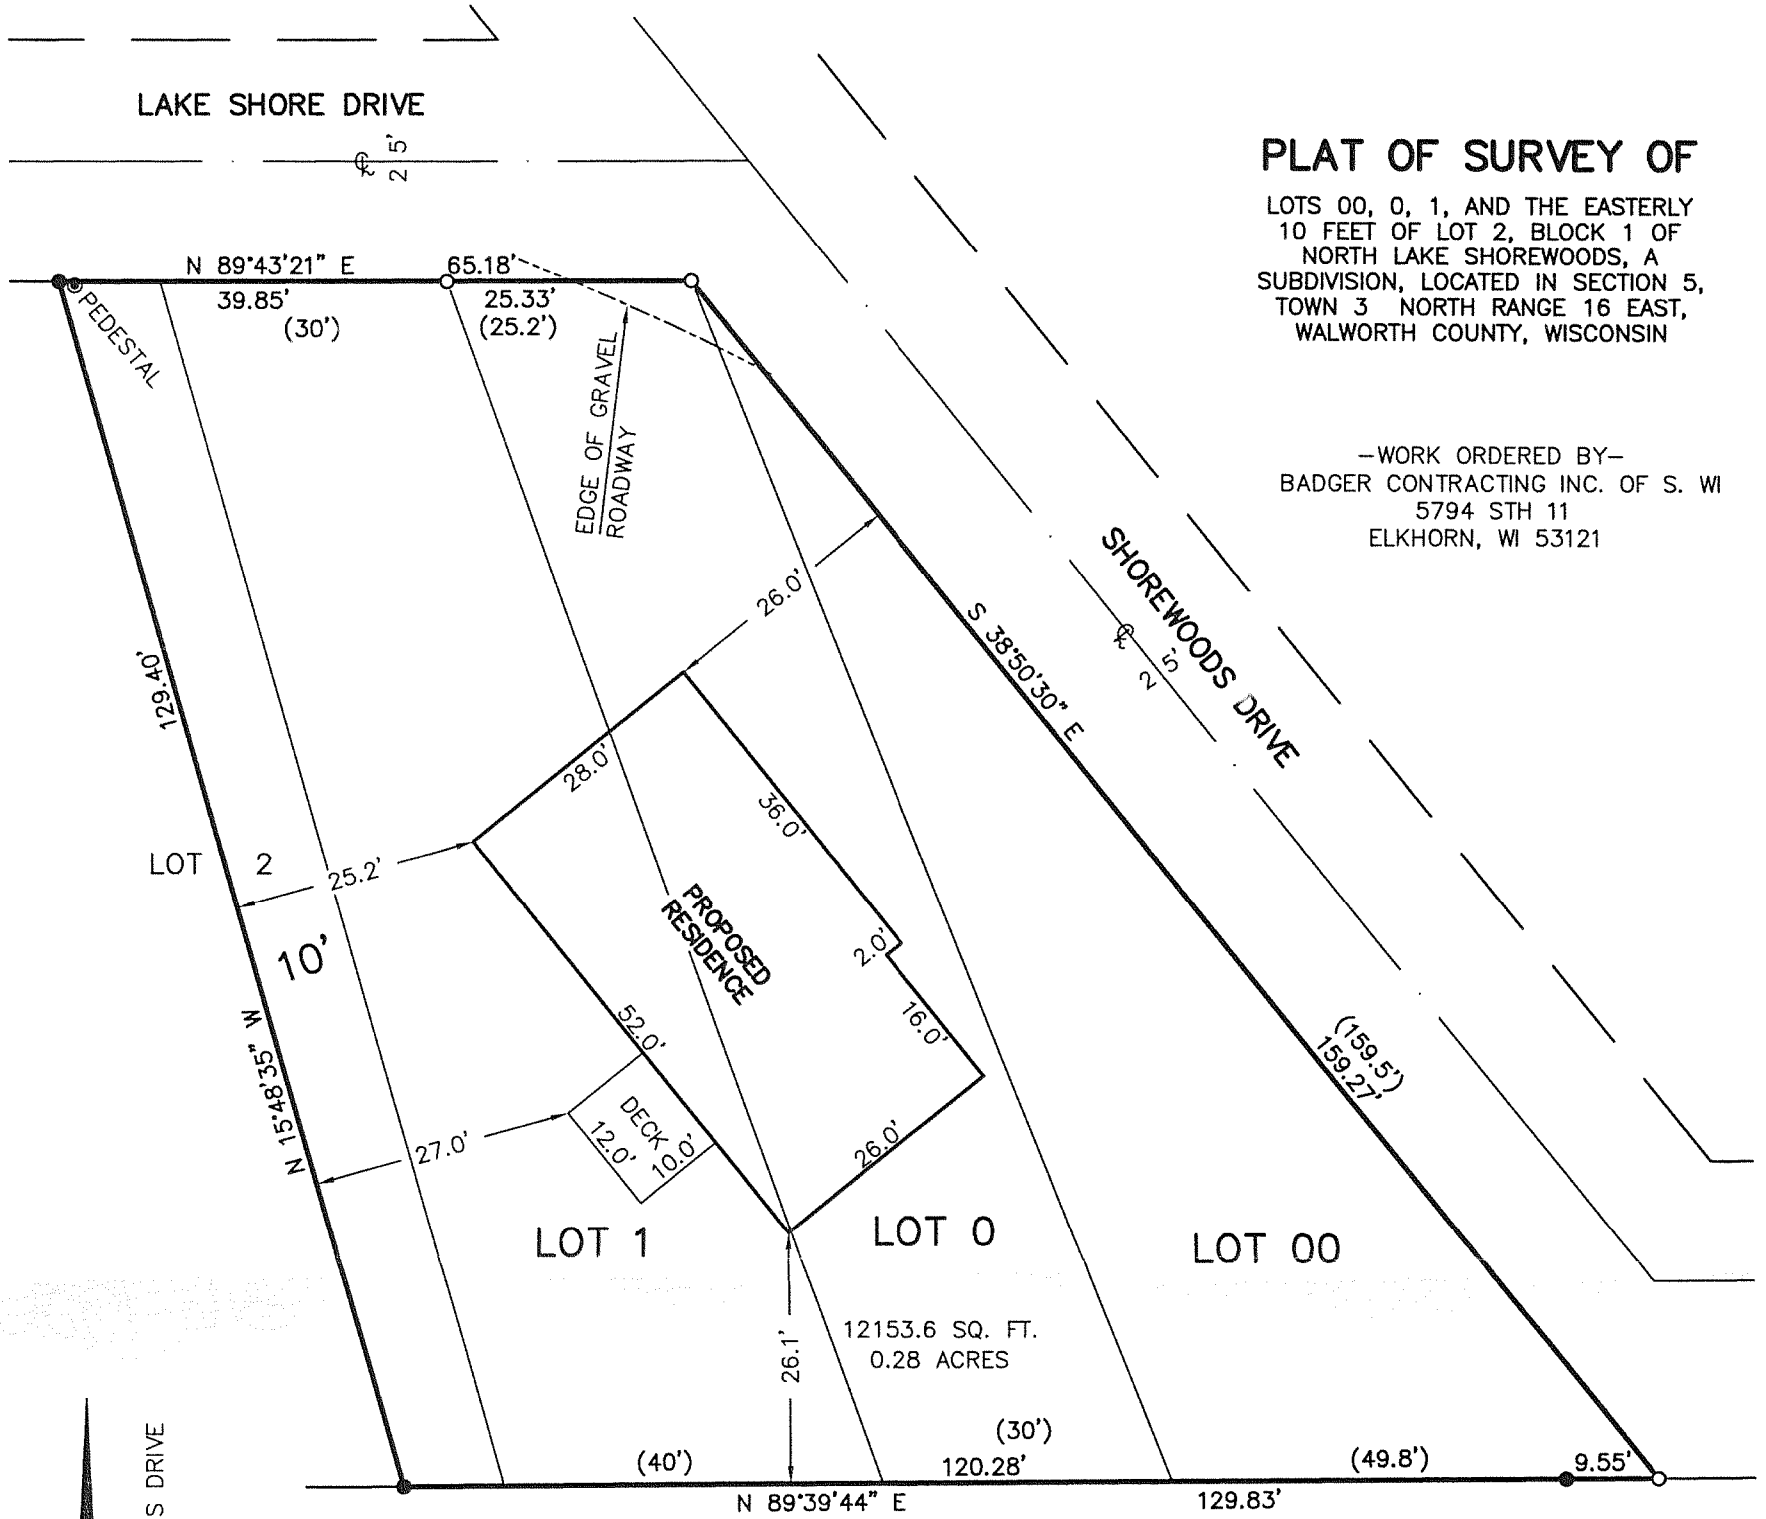 LAKE SHORE DRIVE
25'
PLAT OF SURVEY OF
LOTS 00, 0, 1, AND THE EASTERLY
10 FEET OF LOT 2, BLOCK 1 OF
NORTH LAKE SHOREWOODS, A
SUBDIVISION, LOCATED IN SECTION 5,
TOWN 3 NORTH RANGE 16 EAST,
WALWORTH COUNTY, WISCONSIN
-WORK ORDERED BY-
BADGER CONTRACTING INC. OF S. WI
5794 STH 11
ELKHORN, WI 53121
N 89°43'21" E
65.18'
39.85'
25.33'
(30')
(25.2')
PEDESTAL
EDGE OF GRAVEL
ROADWAY
SHOREWOODS DRIVE
25'
26.0'
S 38°50'30" E
129.40'
28.0'
36.0'
LOT 2
25.2'
10'
PROPOSED
RESIDENCE
2.0'
16.0'
52.0'
N 15°48'35" W
27.0'
DECK
12.0'
10.0'
26.0'
(159.5')
159.27'
LOT 1
LOT 0
LOT 00
26.1'
12153.6 SQ. FT.
0.28 ACRES
(40')
(30')
120.28'
(49.8')
9.55'
N 89°39'44" E
129.83'
S DRIVE